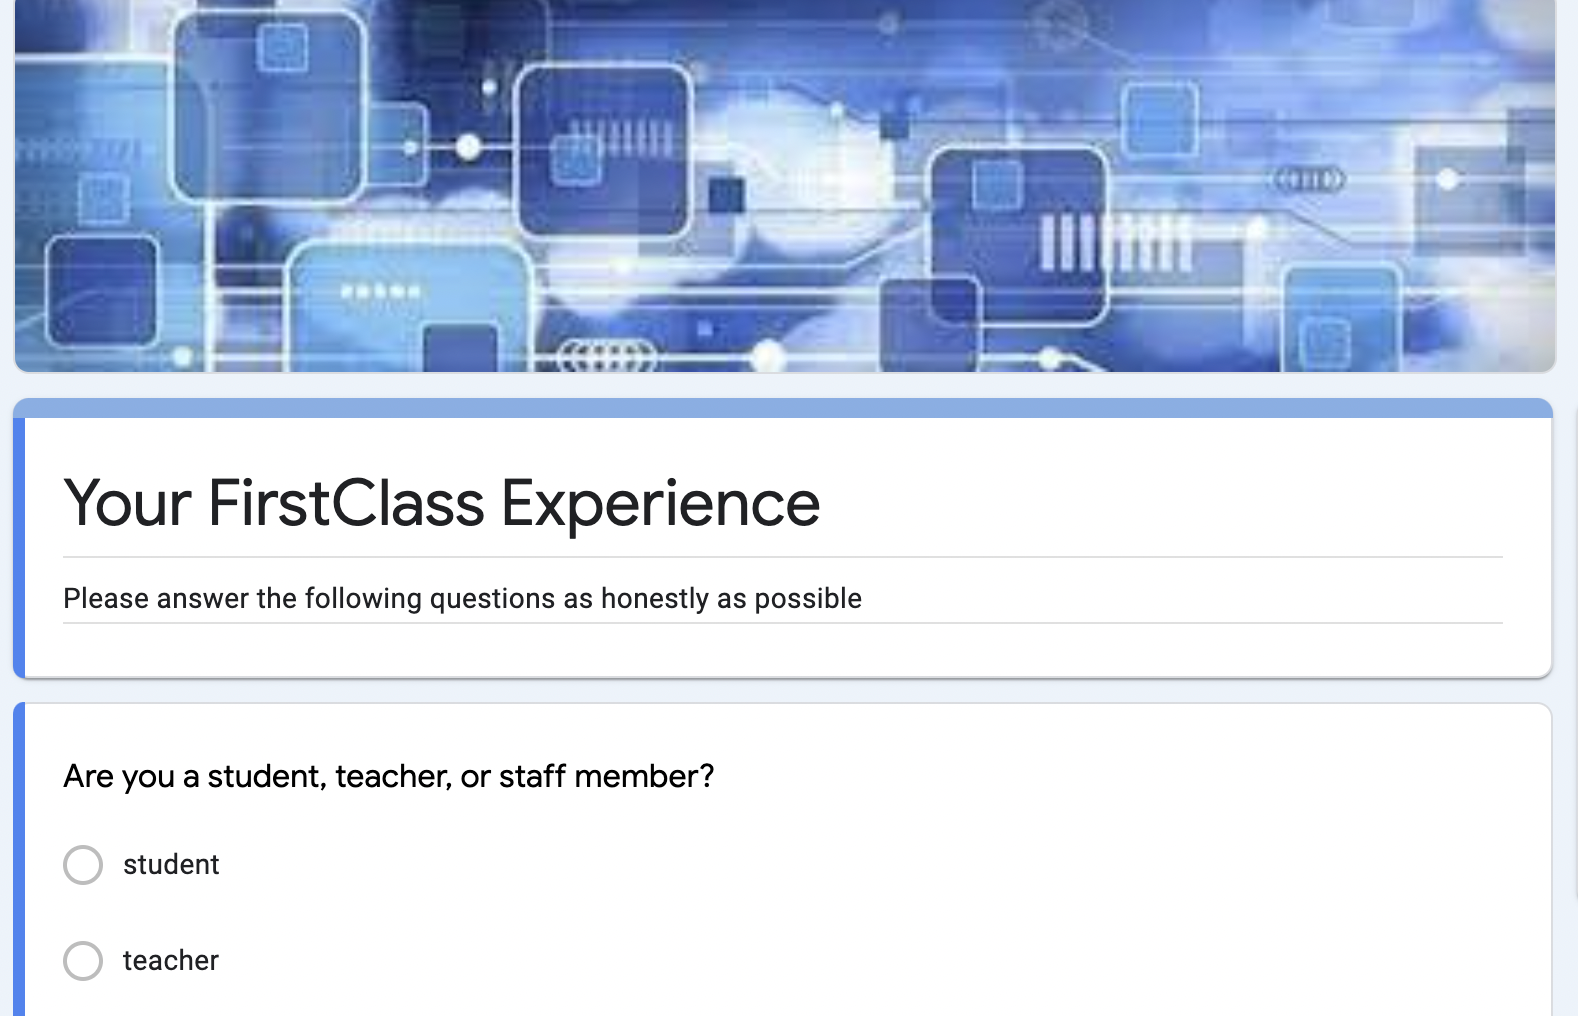 Your FirstClass Experience
Please answer the following questions as honestly as possible
Are you a student, teacher, or staff member?
student
teacher